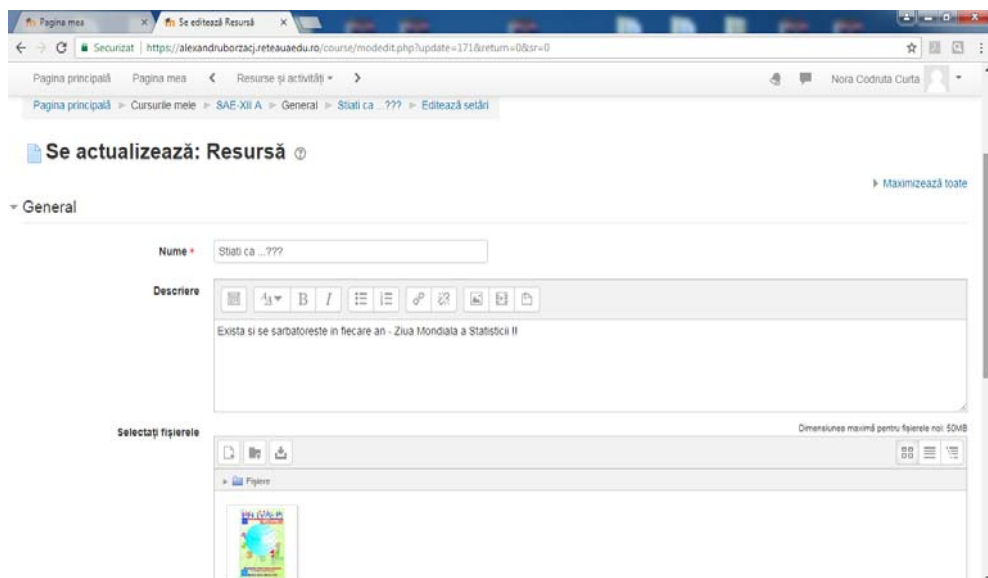 Pagina mea
Se editează Resursă
Securizat | https://alexandruborzacj.reteauaedu.ro/course/modedit.php?update=171&return=0&sr=0
Pagina principală Pagina mea Resurse și activități Nora Codruta Curta
Pagina principală Cursurile mele SAE-XII A General Stiati ca ...??? Editează setări
Se actualizează: Resursă
Maximizează toate
General
Nume * Stiati ca ...???
Descriere
B I
Exista si se sarbatoreste in fiecare an - Ziua Mondiala a Statisticii !!
Selectați fișierele
Dimensiunea maximă pentru fișierele noi: 50MB
Fișiere